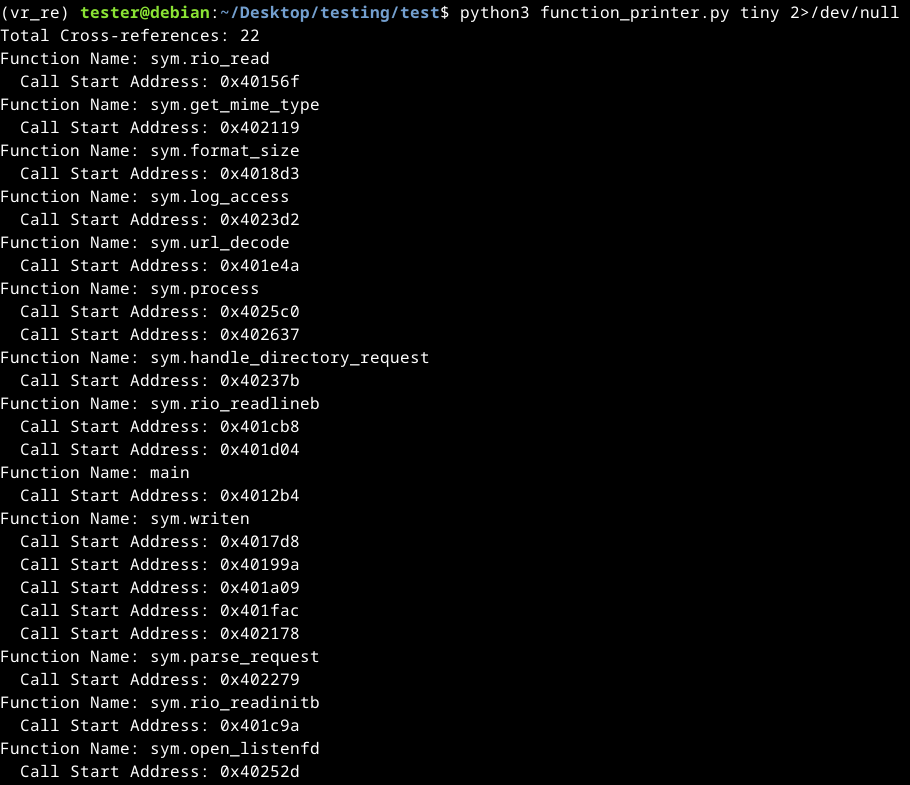 (vr_re) tester@debian:~/Desktop/testing/test$ python3 function_printer.py tiny 2>/dev/null
Total Cross-references: 22
Function Name: sym.rio_read
  Call Start Address: 0x40156f
Function Name: sym.get_mime_type
  Call Start Address: 0x402119
Function Name: sym.format_size
  Call Start Address: 0x4018d3
Function Name: sym.log_access
  Call Start Address: 0x4023d2
Function Name: sym.url_decode
  Call Start Address: 0x401e4a
Function Name: sym.process
  Call Start Address: 0x4025c0
  Call Start Address: 0x402637
Function Name: sym.handle_directory_request
  Call Start Address: 0x40237b
Function Name: sym.rio_readlineb
  Call Start Address: 0x401cb8
  Call Start Address: 0x401d04
Function Name: main
  Call Start Address: 0x4012b4
Function Name: sym.writen
  Call Start Address: 0x4017d8
  Call Start Address: 0x40199a
  Call Start Address: 0x401a09
  Call Start Address: 0x401fac
  Call Start Address: 0x402178
Function Name: sym.parse_request
  Call Start Address: 0x402279
Function Name: sym.rio_readinitb
  Call Start Address: 0x401c9a
Function Name: sym.open_listenfd
  Call Start Address: 0x40252d